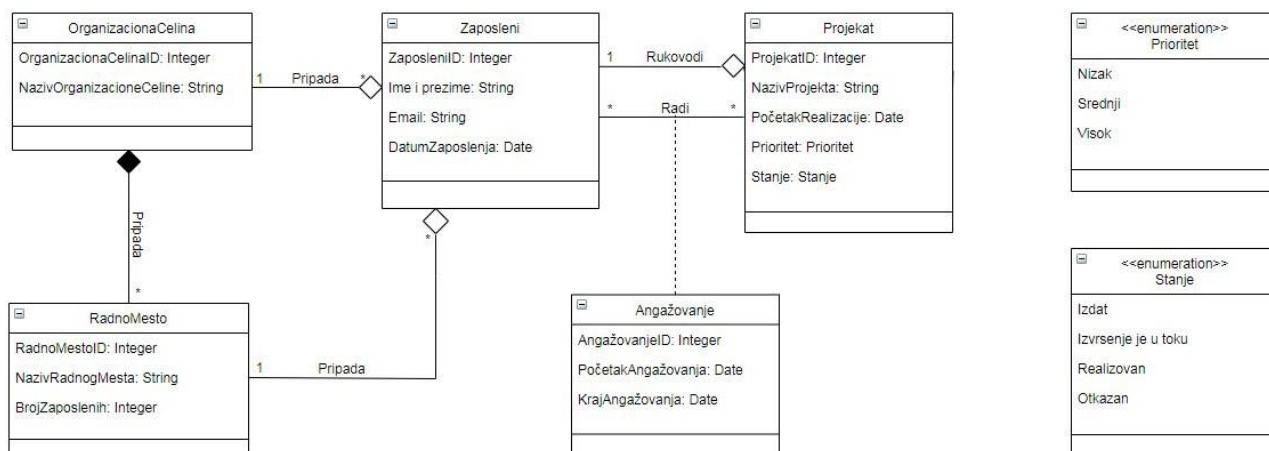 OrganizacionaCelina
OrganizacionaCelinaID: Integer
NazivOrganizacioneCeline: String
1 Pripada *
Zaposleni
ZaposleniID: Integer
Ime i prezime: String
Email: String
DatumZaposlenja: Date
1 Rukovodi
* Radi *
Projekat
ProjekatID: Integer
NazivProjekta: String
PočetakRealizacije: Date
Prioritet: Prioritet
Stanje: Stanje
<<enumeration>>
Prioritet
Nizak
Srednji
Visok
Pripada
*
RadnoMesto
RadnoMestoID: Integer
NazivRadnogMesta: String
BrojZaposlenih: Integer
1 Pripada
*
Angažovanje
AngažovanjeID: Integer
PočetakAngažovanja: Date
KrajAngažovanja: Date
<<enumeration>>
Stanje
Izdat
Izvrsenje je u toku
Realizovan
Otkazan